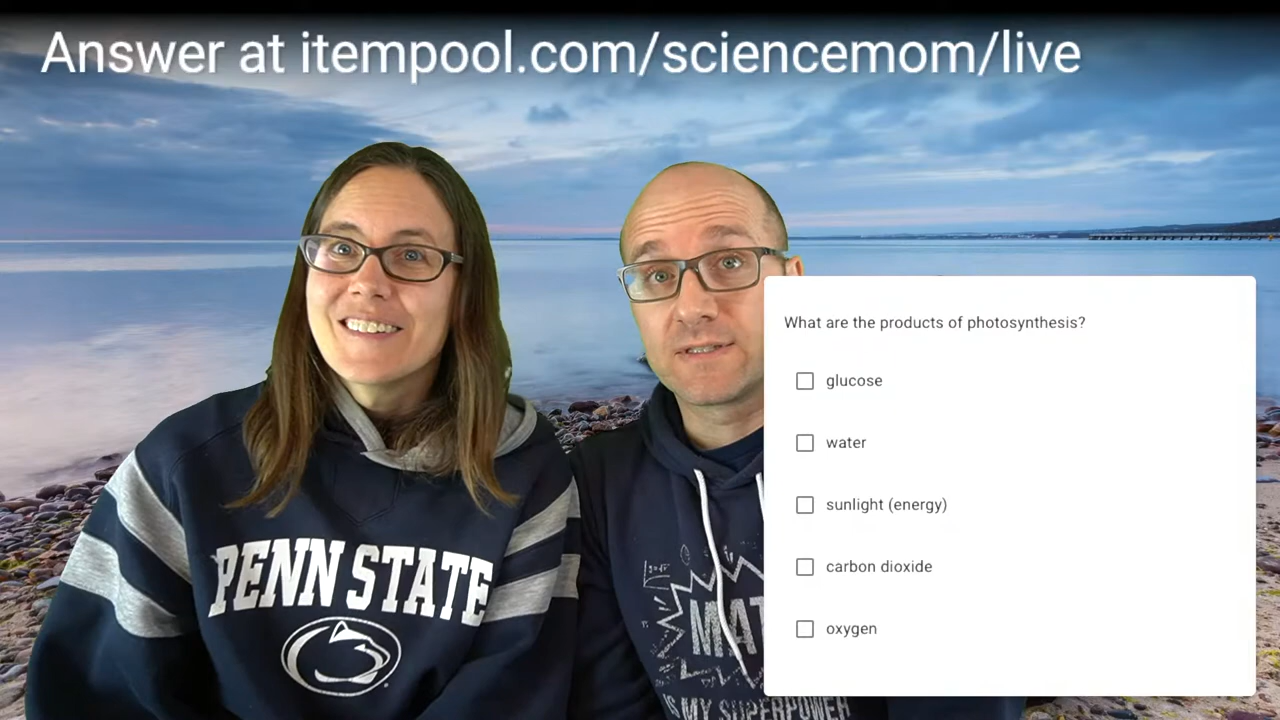 Answer at itempool.com/sciencemom/live
What are the products of photosynthesis?
glucose
water
sunlight (energy)
carbon dioxide
oxygen
PENN STATE
MAT
IS MY SUPERPOWER